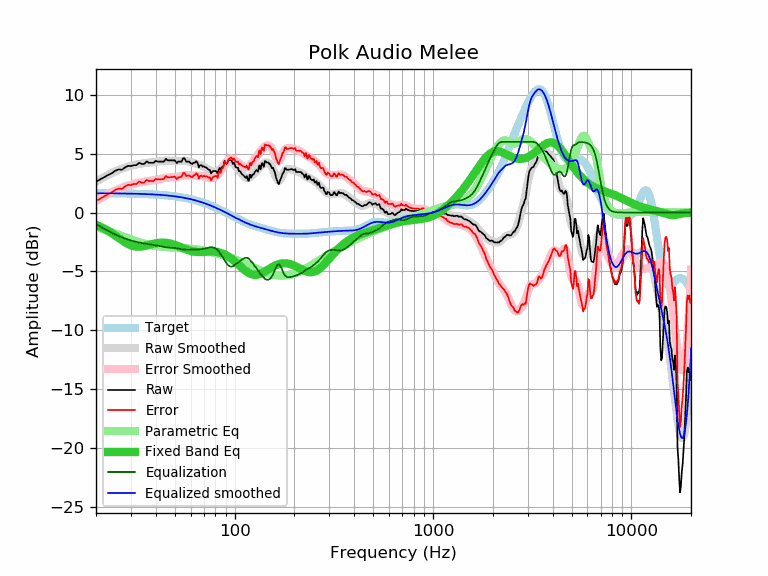 Polk Audio Melee
10
5
0
−5
−10
−15
−20
−25
Amplitude (dBr)
Target
Raw Smoothed
Error Smoothed
Raw
Error
Parametric Eq
Fixed Band Eq
Equalization
Equalized smoothed
100
1000
10000
Frequency (Hz)